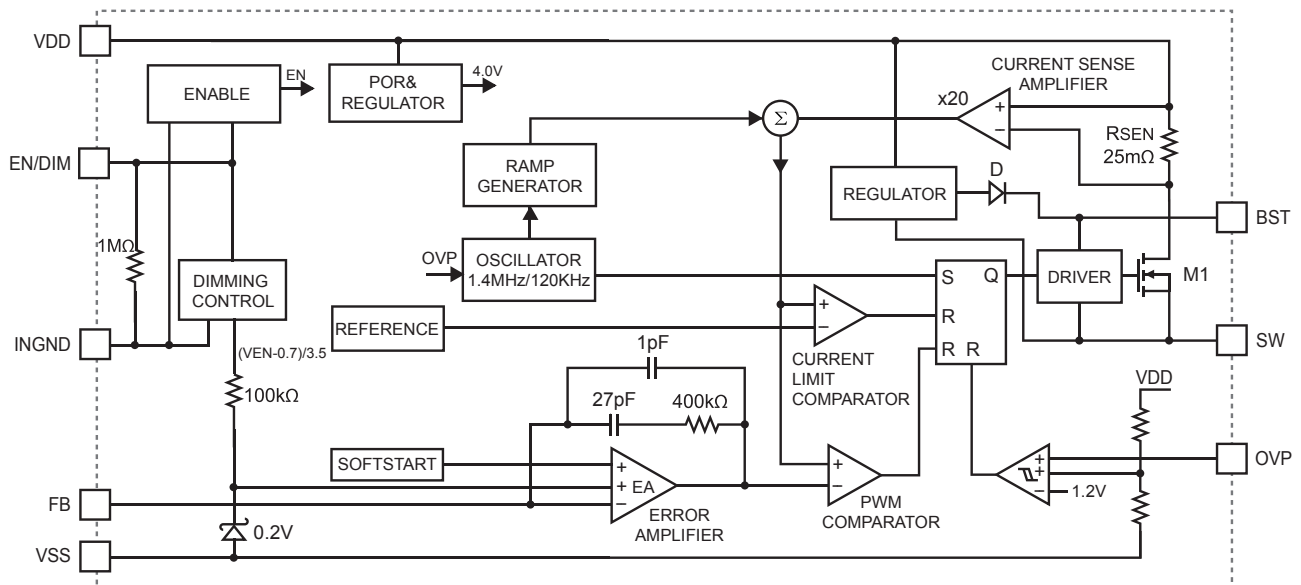 VDD
ENABLE
EN
POR&
REGULATOR
4.0V
CURRENT SENSE
AMPLIFIER
x20
Σ
+
−
RSEN
25mΩ
EN/DIM
RAMP
GENERATOR
REGULATOR
D
BST
1MΩ
DIMMING
CONTROL
OVP
OSCILLATOR
1.4MHz/120KHz
S
Q
DRIVER
M1
REFERENCE
+
−
R
INGND
(VEN-0.7)/3.5
1pF
CURRENT
LIMIT
COMPARATOR
R
R
SW
100kΩ
27pF
400kΩ
VDD
SOFTSTART
+
+
−
EA
+
−
PWM
COMPARATOR
+
+
−
1.2V
OVP
FB
ERROR
AMPLIFIER
0.2V
VSS